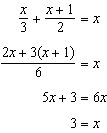 x/3 + (x + 1)/2 = x
(2x + 3(x + 1))/6 = x
5x + 3 = 6x
3 = x